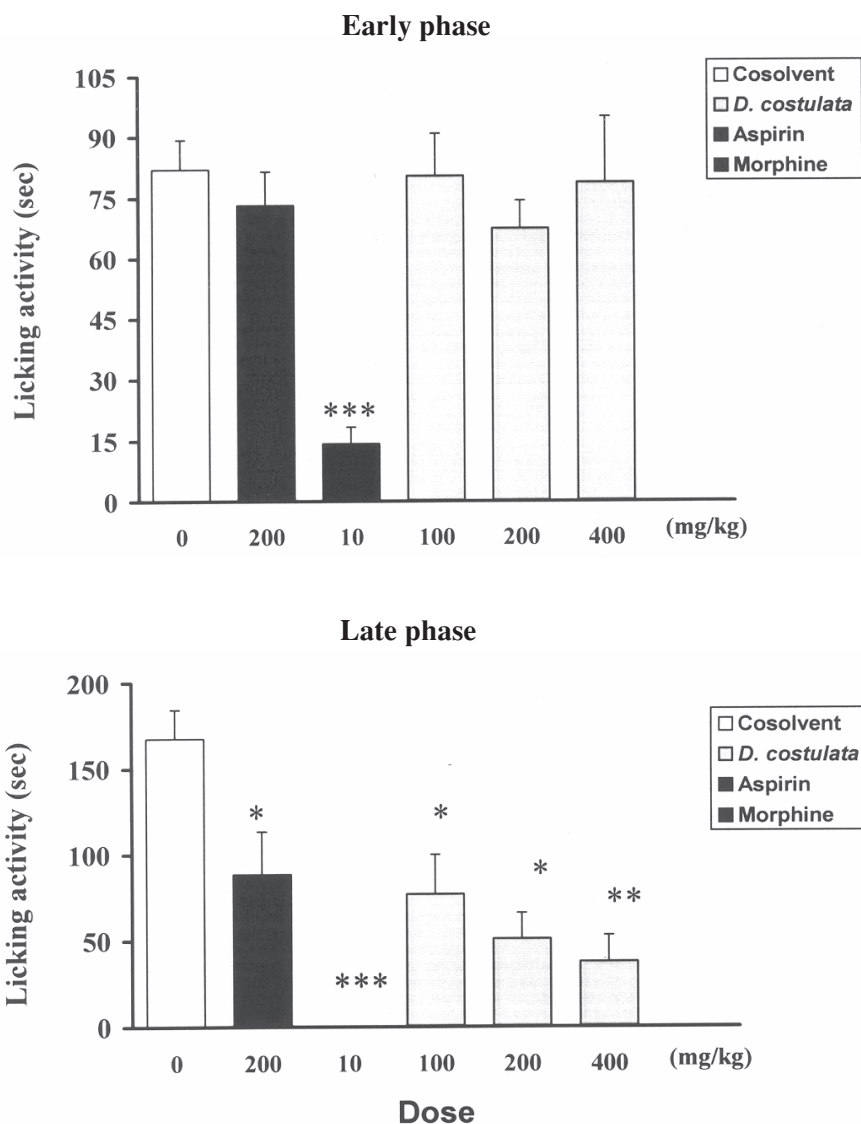 Early phase
Licking activity (sec)
105
90
75
60
45
30
15
0
***
0 200 10 100 200 400 (mg/kg)
Cosolvent
D. costulata
Aspirin
Morphine
Late phase
Licking activity (sec)
200
150
100
50
0
* *** * * **
0 200 10 100 200 400 (mg/kg)
Cosolvent
D. costulata
Aspirin
Morphine
Dose